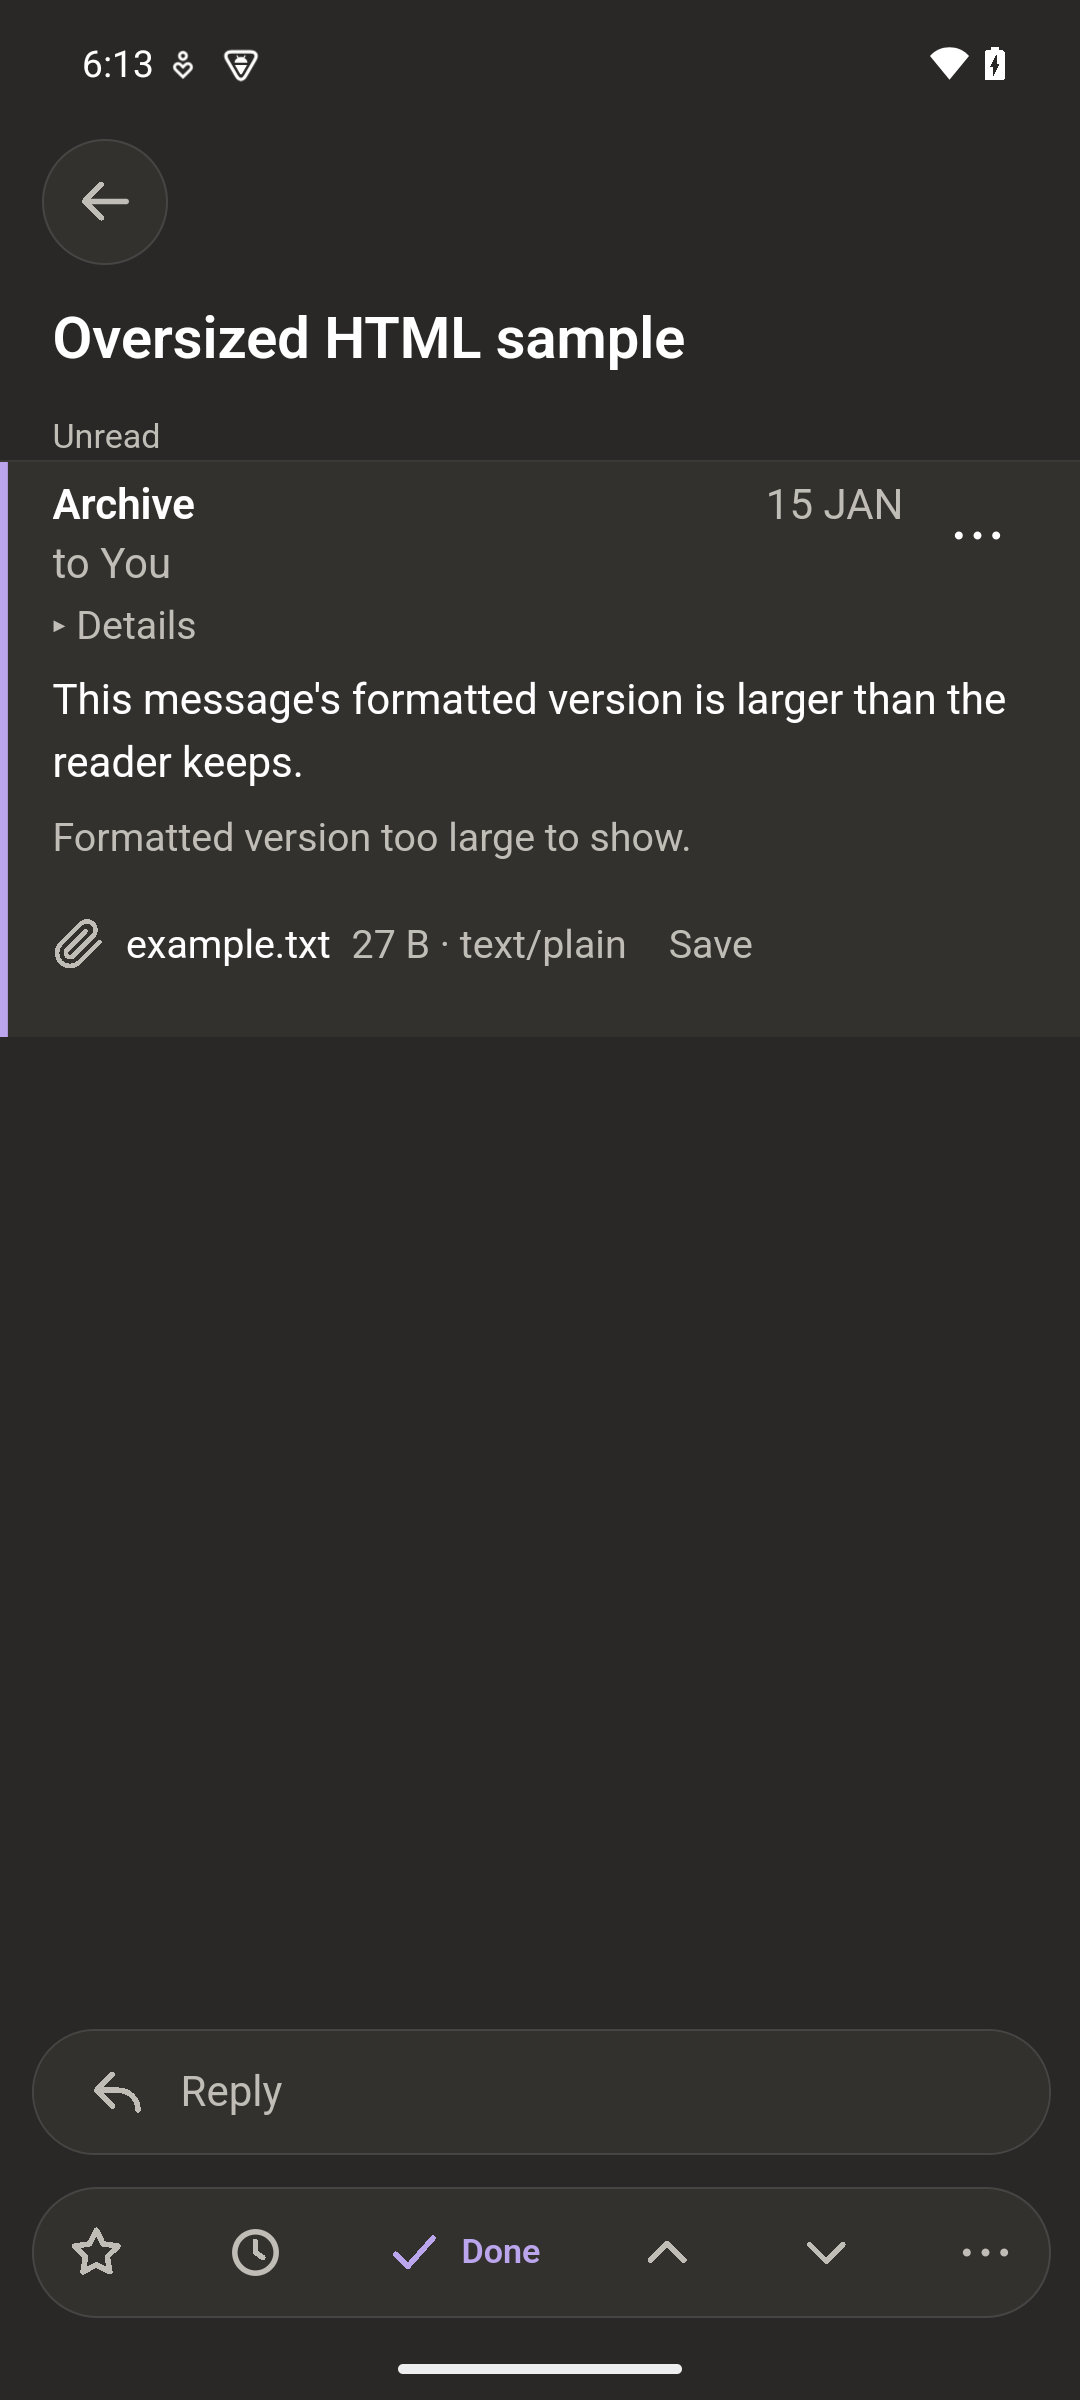 6:13
Oversized HTML sample
Unread
Archive 15 JAN
to You
▸ Details
This message's formatted version is larger than the
reader keeps.
Formatted version too large to show.
example.txt 27 B · text/plain Save
Reply
Done